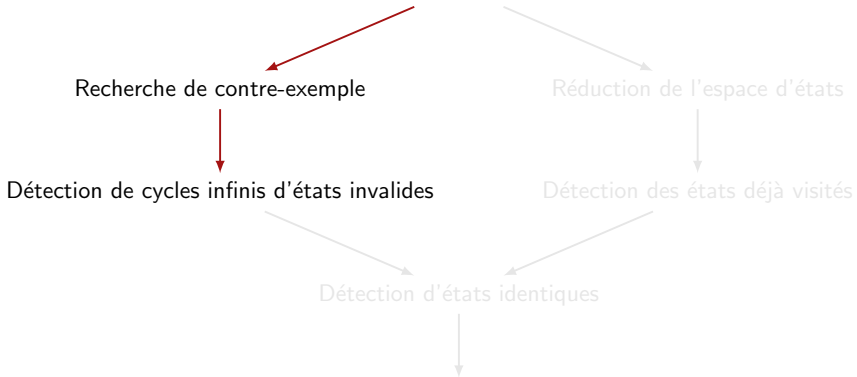 Recherche de contre-exemple
Réduction de l'espace d'états
Détection de cycles infinis d'états invalides
Détection des états déjà visités
Détection d'états identiques